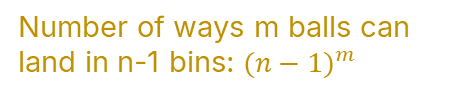 Number of ways m balls can
land in n-1 bins: (n − 1)ᵐ